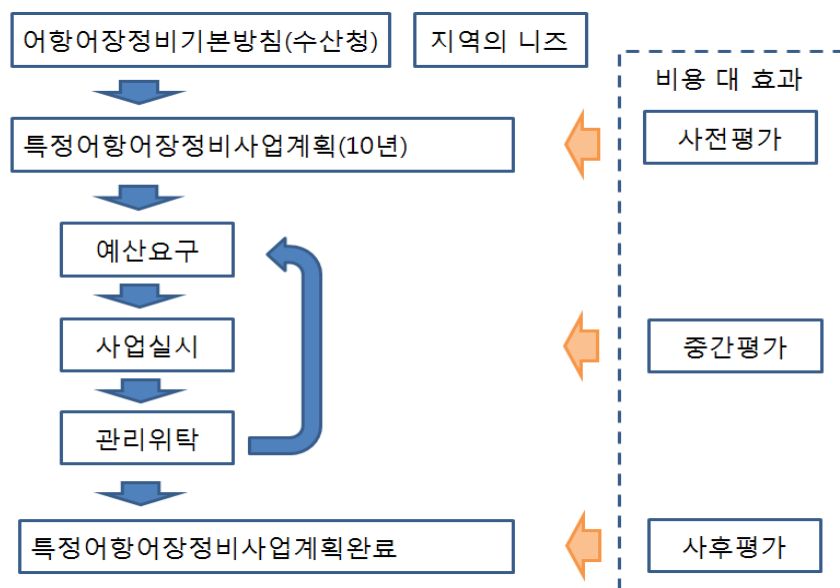 어항어장정비기본방침(수산청)
지역의 니즈
비용 대 효과
특정어항어장정비사업계획(10년)
사전평가
예산요구
사업실시
중간평가
관리위탁
특정어항어장정비사업계획완료
사후평가